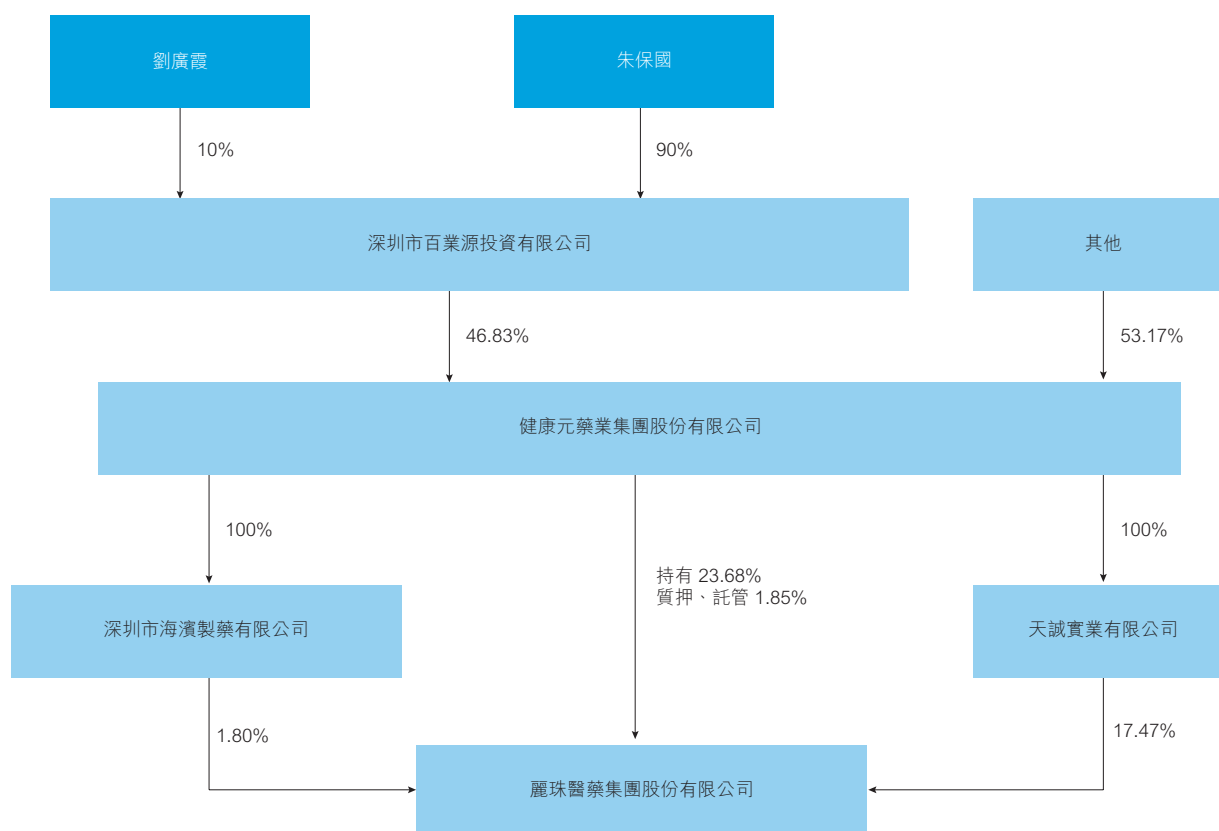 劉廣霞
朱保國
10%
90%
深圳市百業源投資有限公司
其他
46.83%
53.17%
健康元藥業集團股份有限公司
100%
100%
持有 23.68%
質押、託管 1.85%
深圳市海濱製藥有限公司
天誠實業有限公司
1.80%
17.47%
麗珠醫藥集團股份有限公司